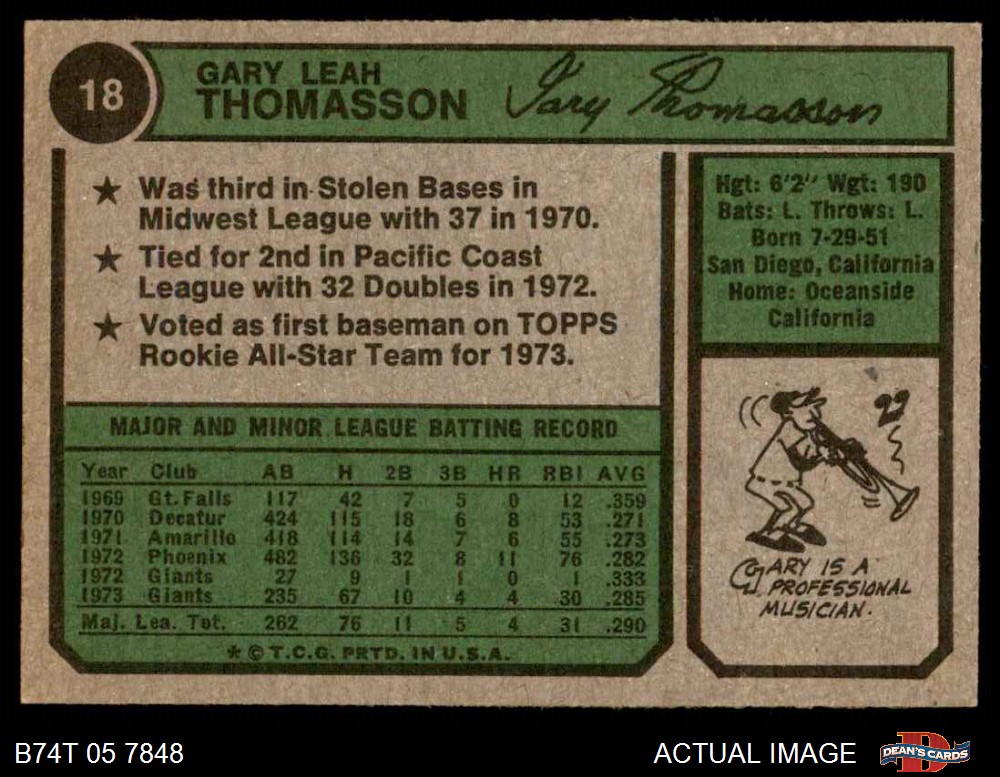 18
GARY LEAH
THOMASSON
Gary Thomasson
★ Was third in Stolen Bases in
Midwest League with 37 in 1970.
★ Tied for 2nd in Pacific Coast
League with 32 Doubles in 1972.
★ Voted as first baseman on TOPPS
Rookie All-Star Team for 1973.
Hgt: 6'2" Wgt: 190
Bats: L. Throws: L.
Born 7-29-51
San Diego, California
Home: Oceanside
California
MAJOR AND MINOR LEAGUE BATTING RECORD
Year Club AB H 2B 3B HR RBI AVG
1969 Gt. Falls 117 42 7 5 0 12 .359
1970 Decatur 424 115 18 6 8 53 .271
1971 Amarillo 418 114 14 7 6 55 .273
1972 Phoenix 482 136 32 8 11 76 .282
1972 Giants 27 9 1 1 0 1 .333
1973 Giants 235 67 10 4 4 30 .285
Maj. Lea. Tot. 262 76 11 5 4 31 .290
* © T.C.G. PRTD. IN U.S.A.
GARY IS A
PROFESSIONAL
MUSICIAN.
B74T 05 7848
ACTUAL IMAGE
DEAN'S CARDS